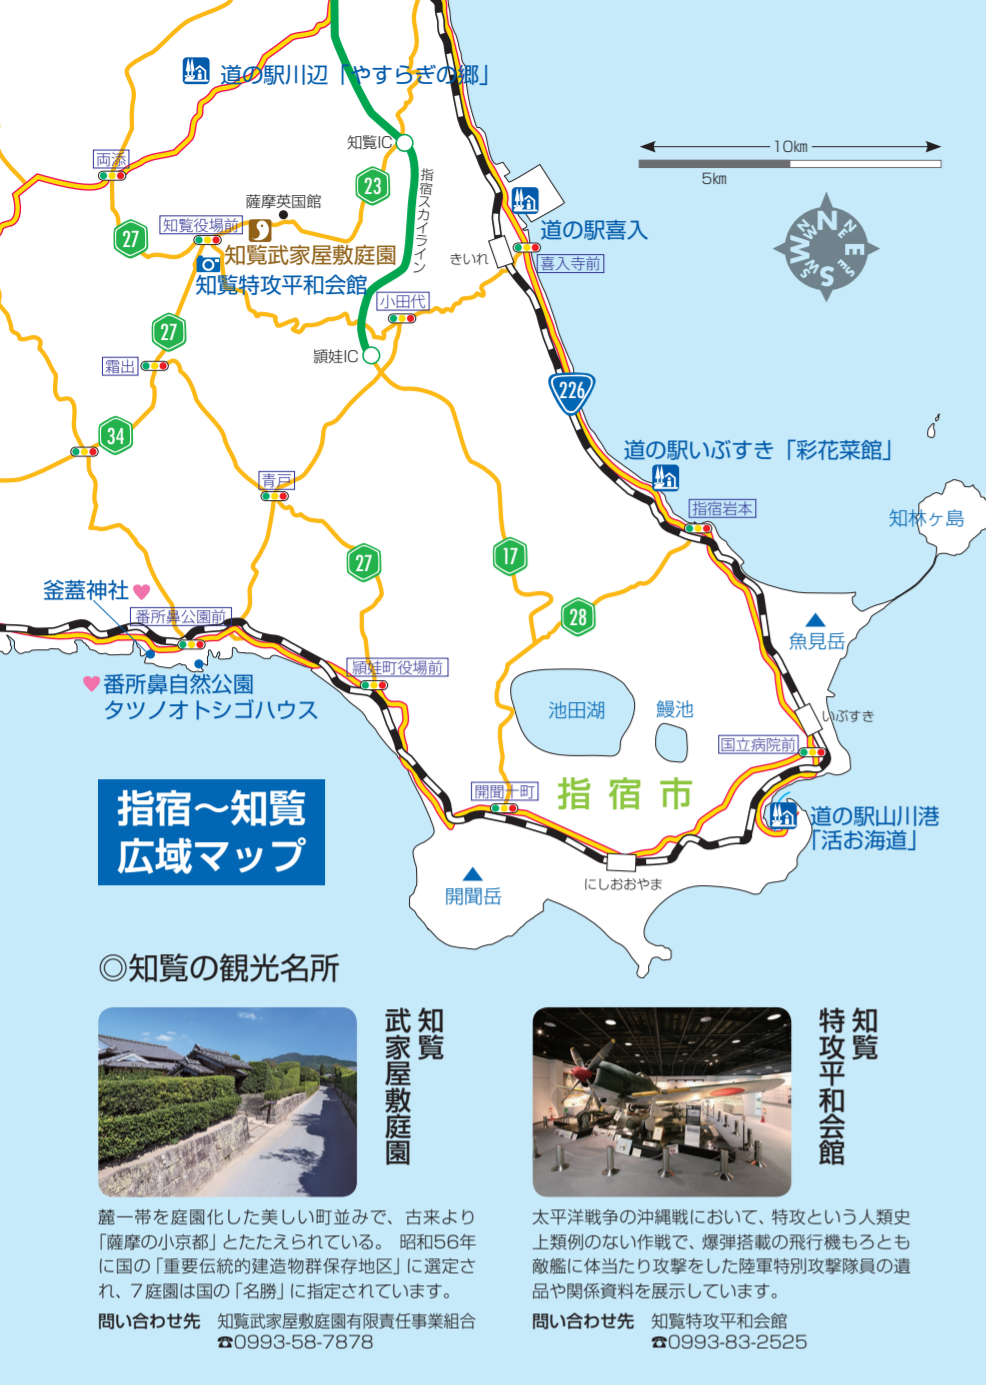 道の駅川辺「やすらぎの郷」
知覧IC
10km
5km
両添
23
指宿スカイライン
薩摩英国館
知覧役場前
27
知覧武家屋敷庭園
知覧特攻平和会館
道の駅喜入
きいれ
喜入寺前
N
NE
E
SE
S
SW
W
NW
小田代
27
頴娃IC
霜出
226
34
道の駅いぶすき「彩花菜館」
青戸
指宿岩本
知林ヶ島
27
17
釜蓋神社
番所鼻公園前
28
魚見岳
頴娃町役場前
番所鼻自然公園
タツノオトシゴハウス
池田湖
鰻池
いぶすき
国立病院前
開聞十町
指宿市
道の駅山川港
「活お海道」
指宿～知覧
広域マップ
にしおおやま
開聞岳
◎知覧の観光名所
知覧
武家屋敷庭園
麓一帯を庭園化した美しい町並みで、古来より
「薩摩の小京都」とたたえられている。 昭和56年
に国の「重要伝統的建造物群保存地区」に選定さ
れ、7庭園は国の「名勝」に指定されています。
問い合わせ先 知覧武家屋敷庭園有限責任事業組合
☎0993-58-7878
知覧
特攻平和会館
太平洋戦争の沖縄戦において、特攻という人類史
上類例のない作戦で、爆弾搭載の飛行機もろとも
敵艦に体当たり攻撃をした陸軍特別攻撃隊員の遺
品や関係資料を展示しています。
問い合わせ先 知覧特攻平和会館
☎0993-83-2525